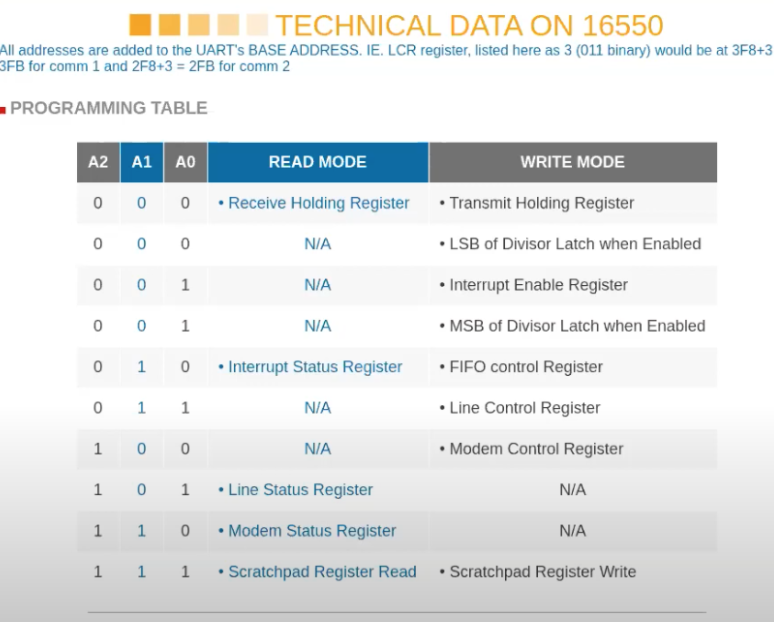 TECHNICAL DATA ON 16550
All addresses are added to the UART's BASE ADDRESS. IE. LCR register, listed here as 3 (011 binary) would be at 3F8+3
3FB for comm 1 and 2F8+3 = 2FB for comm 2
PROGRAMMING TABLE
A2 A1 A0 READ MODE WRITE MODE
0 0 0 • Receive Holding Register • Transmit Holding Register
0 0 0 N/A • LSB of Divisor Latch when Enabled
0 0 1 N/A • Interrupt Enable Register
0 0 1 N/A • MSB of Divisor Latch when Enabled
0 1 0 • Interrupt Status Register • FIFO control Register
0 1 1 N/A • Line Control Register
1 0 0 N/A • Modem Control Register
1 0 1 • Line Status Register N/A
1 1 0 • Modem Status Register N/A
1 1 1 • Scratchpad Register Read • Scratchpad Register Write